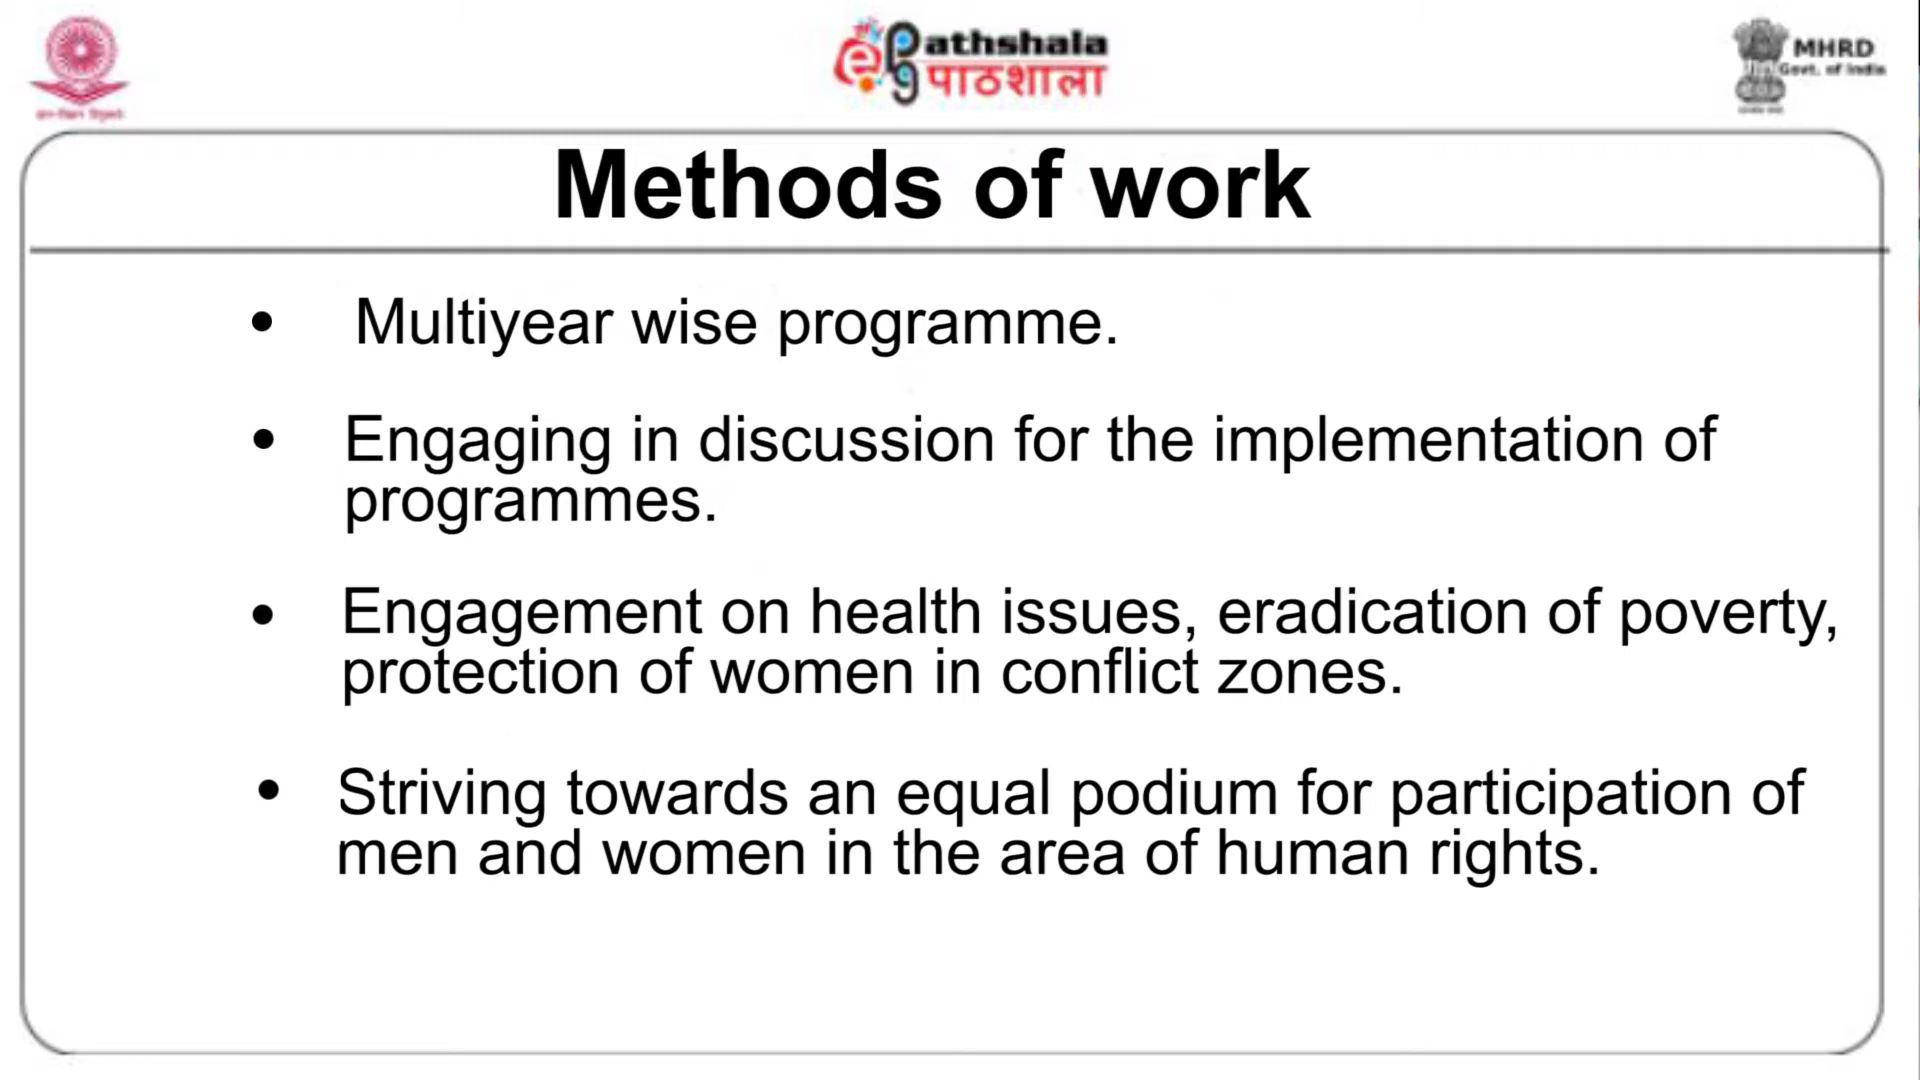 ePG Pathshala
पाठशाला
MHRD
Govt. of India
Methods of work
• Multiyear wise programme.
• Engaging in discussion for the implementation of
programmes.
• Engagement on health issues, eradication of poverty,
protection of women in conflict zones.
• Striving towards an equal podium for participation of
men and women in the area of human rights.